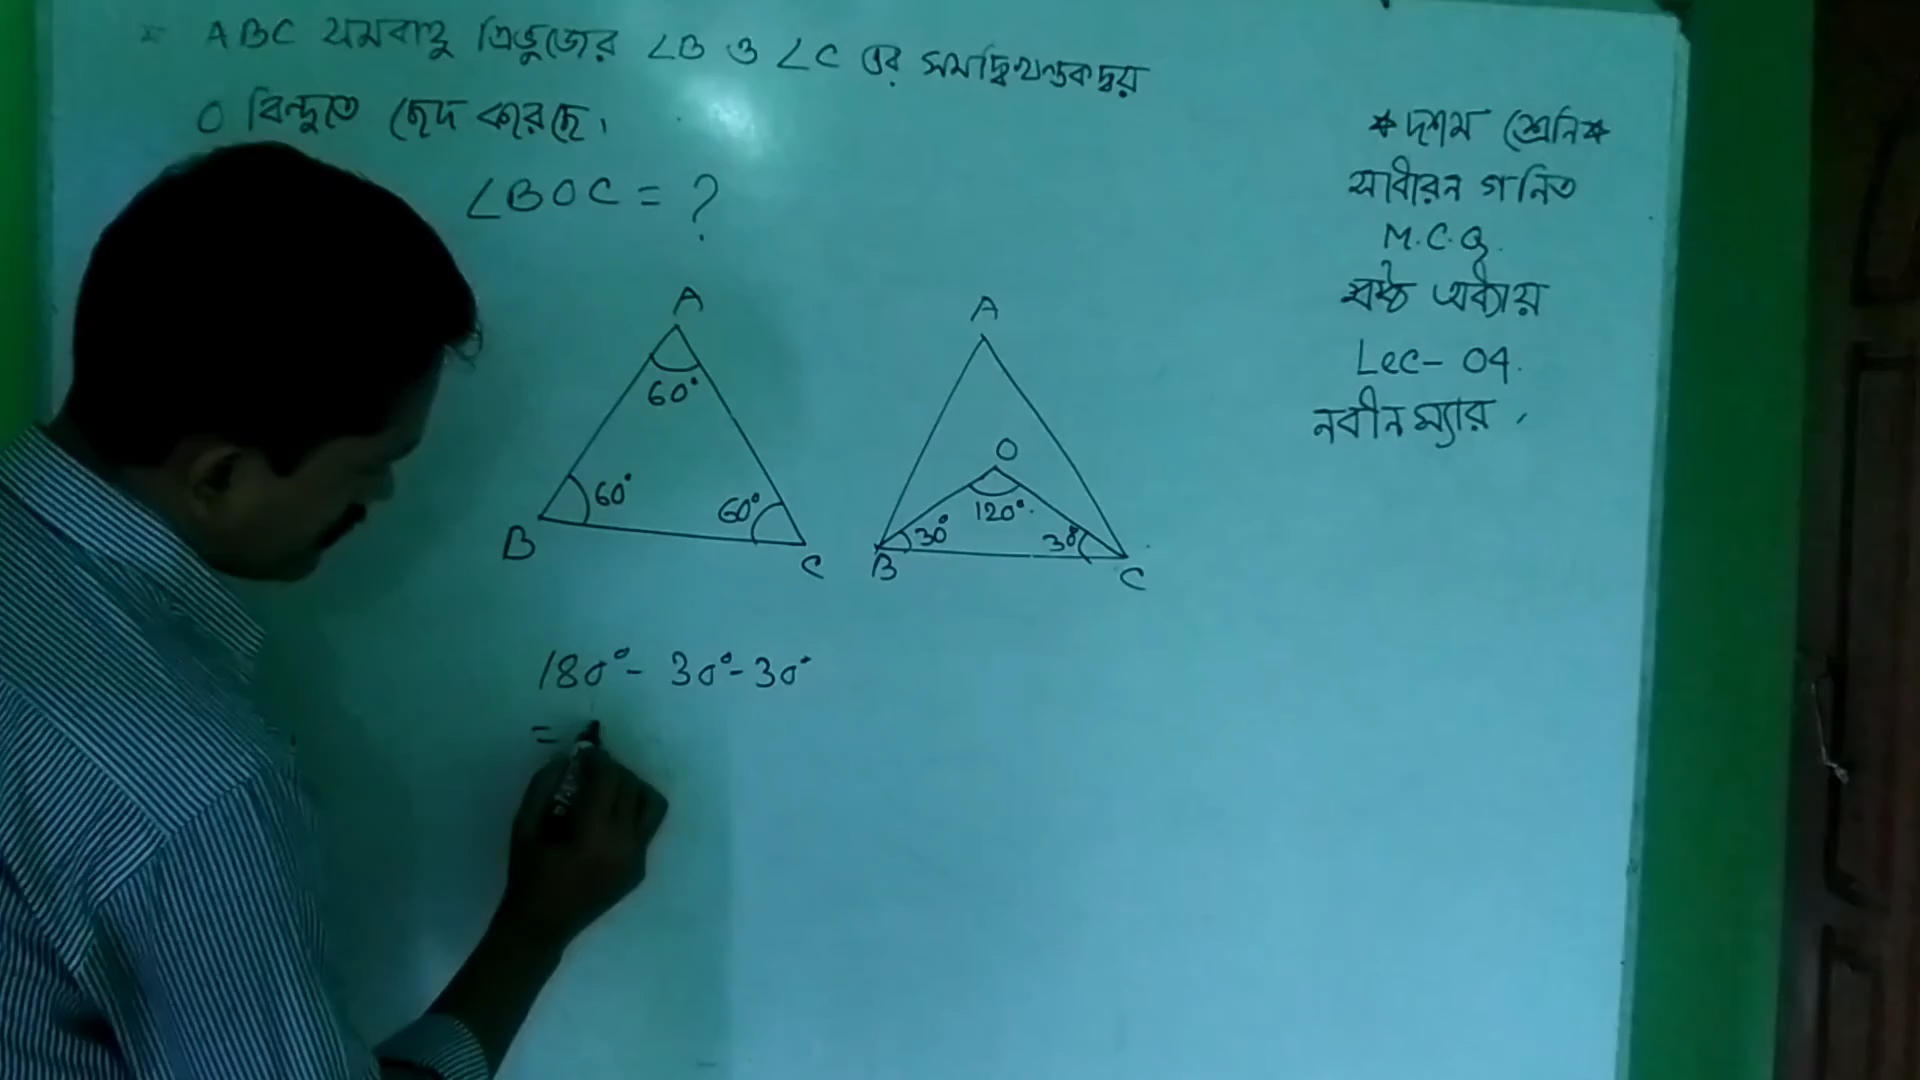 ABC সমবাহু ত্রিভুজের ∠B ও ∠C এর সমদ্বিখণ্ডকদ্বয়
O বিন্দুতে ছেদ করেছে।
∠BOC = ?
A
60°
B
60°
60°
C
A
O
120°
30°
30°
B
C
180° - 30° - 30°
=
*দশম শ্রেনি*
সাধারন গনিত
M.C.Q.
ষষ্ঠ অধ্যায়
Lec- 04.
নবীন স্যার